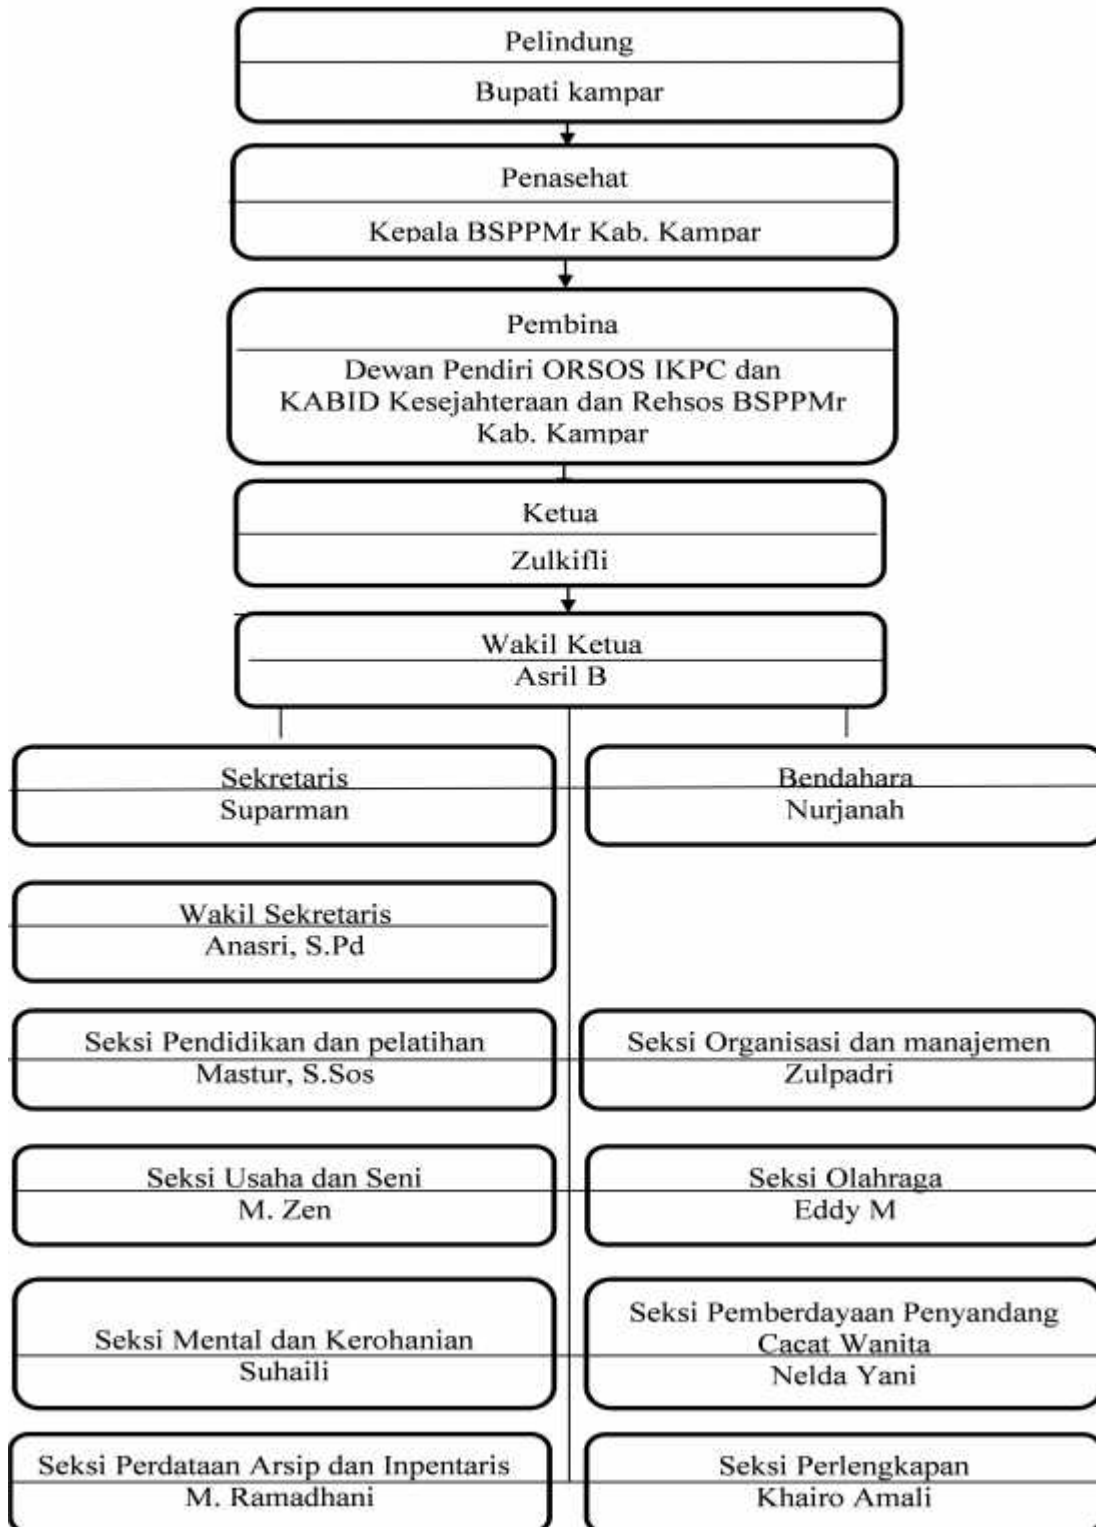 Pelindung
Bupati kampar
Penasehat
Kepala BSPPMr Kab. Kampar
Pembina
Dewan Pendiri ORSOS IKPC dan
KABID Kesejahteraan dan Rehsos BSPPMr
Kab. Kampar
Ketua
Zulkifli
Wakil Ketua
Asril B
Sekretaris
Suparman
Bendahara
Nurjanah
Wakil Sekretaris
Anasri, S.Pd
Seksi Pendidikan dan pelatihan
Mastur, S.Sos
Seksi Organisasi dan manajemen
Zulpadri
Seksi Usaha dan Seni
M. Zen
Seksi Olahraga
Eddy M
Seksi Mental dan Kerohanian
Suhaili
Seksi Pemberdayaan Penyandang
Cacat Wanita
Nelda Yani
Seksi Perdataan Arsip dan Inpentaris
M. Ramadhani
Seksi Perlengkapan
Khairo Amali